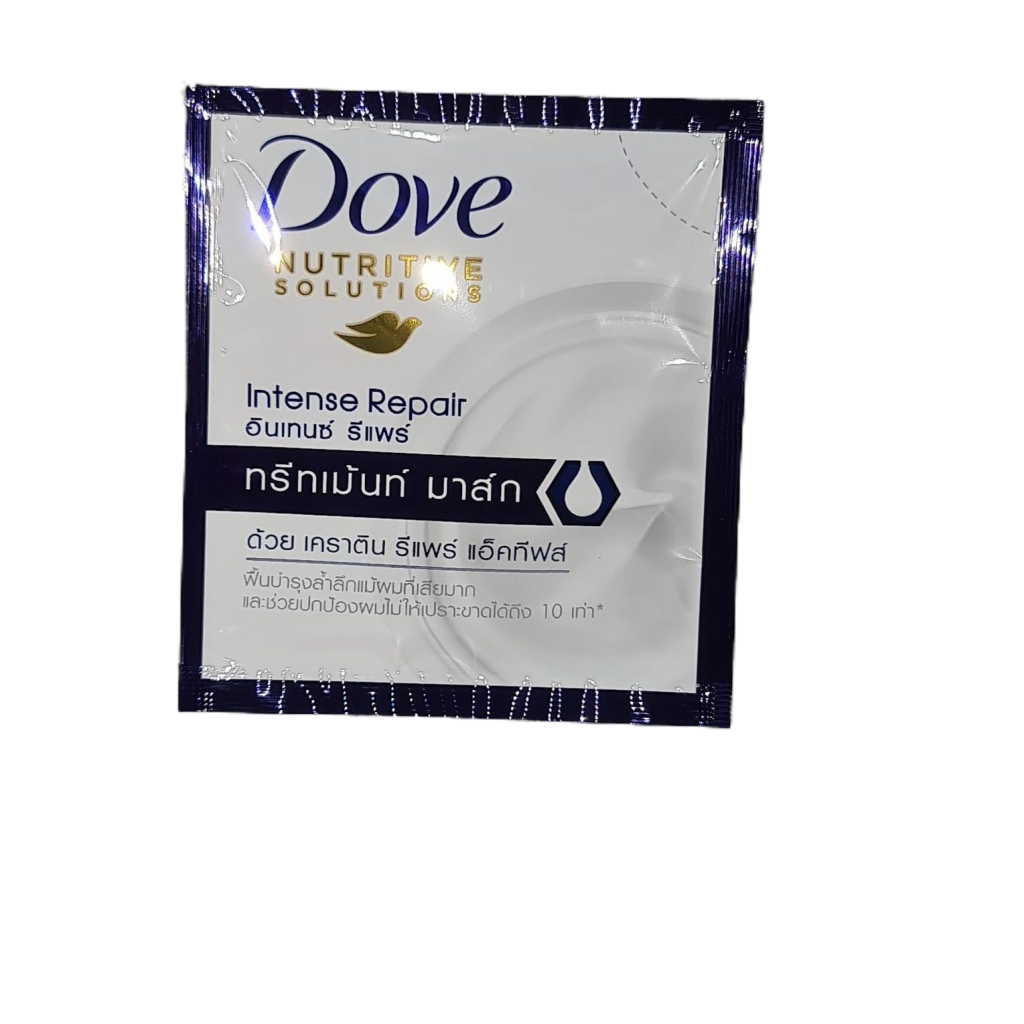 Dove
NUTRITIVE
SOLUTIONS
Intense Repair
อินเทนซ์ รีแพร์
ทรีทเม้นท์ มาส์ก
ด้วย เคราติน รีแพร์ แอ็คทีฟส์
ฟื้นบำรุงล้ำลึกแม้ผมที่เสียมาก
และช่วยปกป้องผมไม่ให้เปราะขาดได้ถึง 10 เท่า*